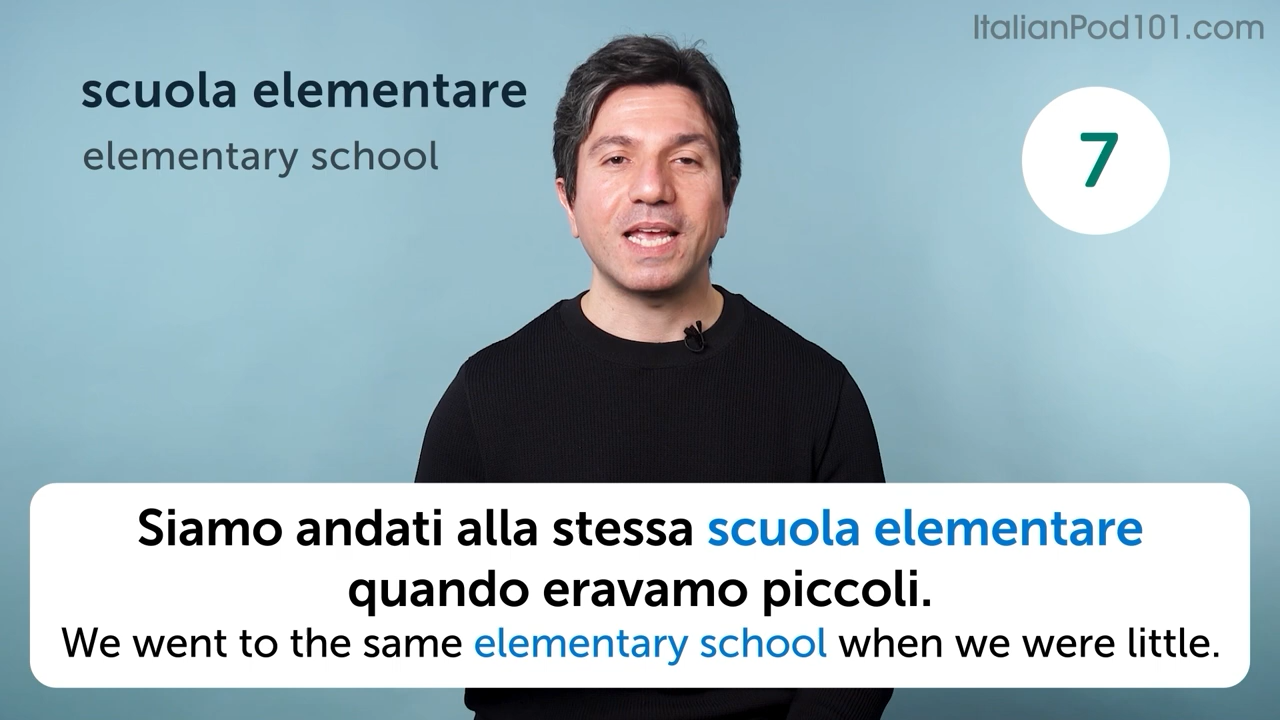 ItalianPod101.com
scuola elementare
elementary school
7
Siamo andati alla stessa scuola elementare
quando eravamo piccoli.
We went to the same elementary school when we were little.